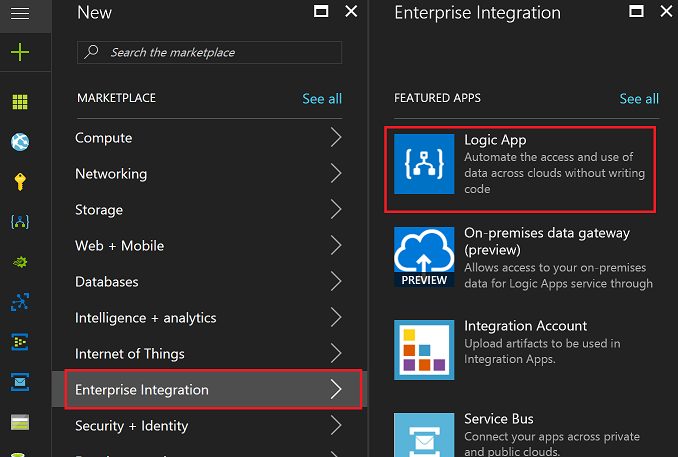 New
Search the marketplace
MARKETPLACE
See all
Compute
Networking
Storage
Web + Mobile
Databases
Intelligence + analytics
Internet of Things
Enterprise Integration
Security + Identity
Enterprise Integration
FEATURED APPS
See all
Logic App
Automate the access and use of
data across clouds without writing
code
On-premises data gateway
(preview)
Allows access to your on-premises
data for Logic Apps service through
PREVIEW
Integration Account
Upload artifacts to be used in
Integration Apps.
Service Bus
Connect your apps across private
and public clouds.